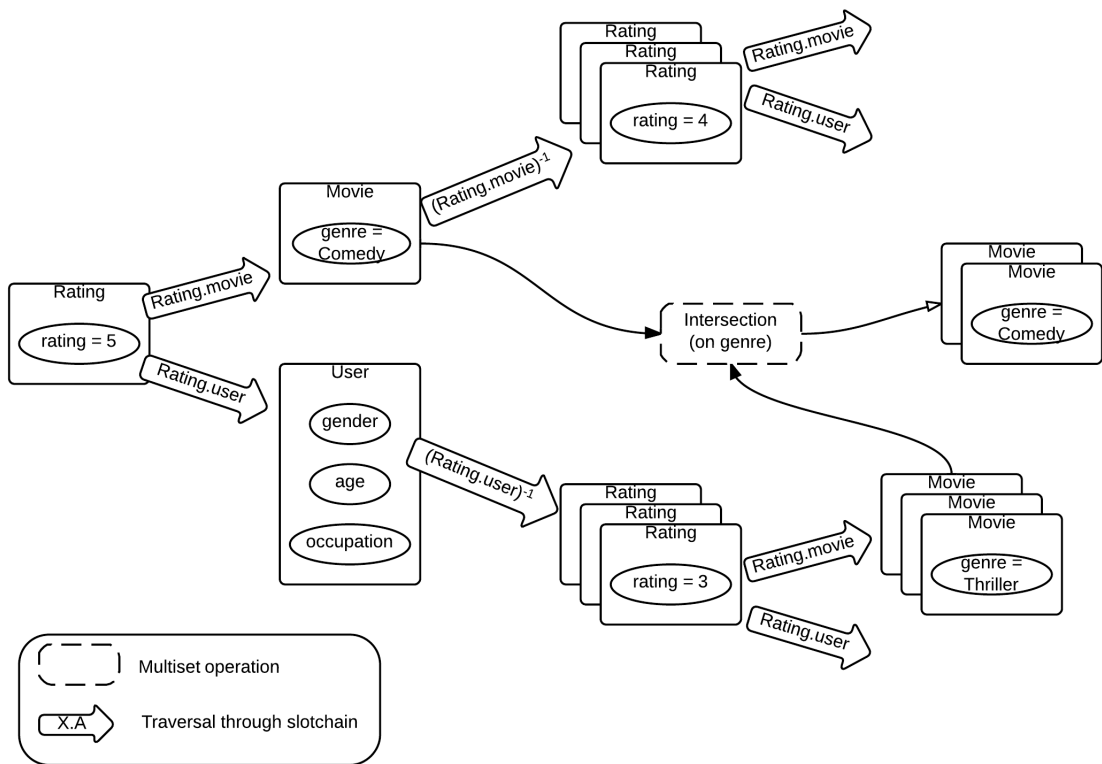 Rating
Rating
Rating
rating = 4
Rating.movie
Rating.user
(Rating.movie)-1
Movie
genre =
Comedy
Rating
rating = 5
Rating.movie
Rating.user
Intersection
(on genre)
Movie
Movie
genre =
Comedy
User
gender
age
occupation
(Rating.user)-1
Rating
Rating
Rating
rating = 3
Rating.movie
Rating.user
Movie
Movie
Movie
genre =
Thriller
Multiset operation
X.A
Traversal through slotchain